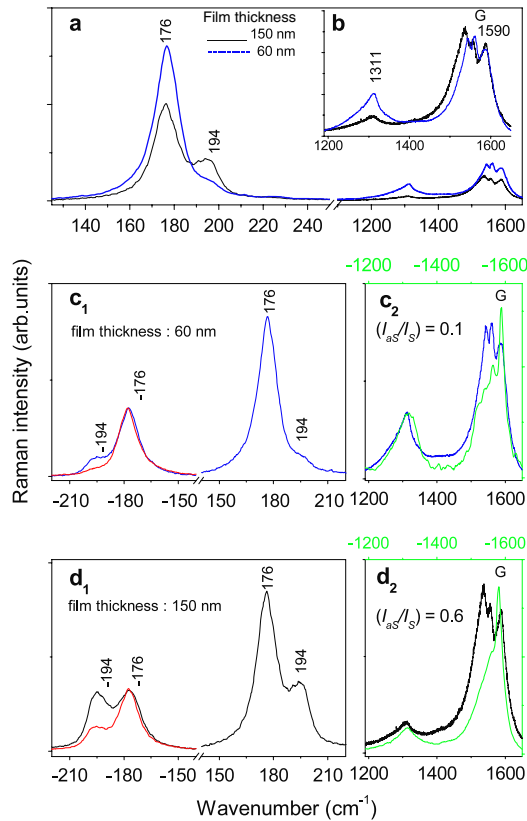 Film thickness
150 nm
60 nm
a
176
194
b
G
1590
1311
1200 1400 1600
140 160 180 200 220 240 1200 1300 1400 1500 1600
-1200 -1400 -1600
c1
film thickness : 60 nm
-194
-176
176
194
c2
G
(IaS/IS) = 0.1
-210 -180 -150 150 180 210 1200 1400 1600
-1200 -1400 -1600
d1
film thickness : 150 nm
-194
-176
176
194
d2
G
(IaS/IS) = 0.6
-210 -180 -150 150 180 210 1200 1400 1600
Raman intensity (arb.units)
Wavenumber (cm-1)